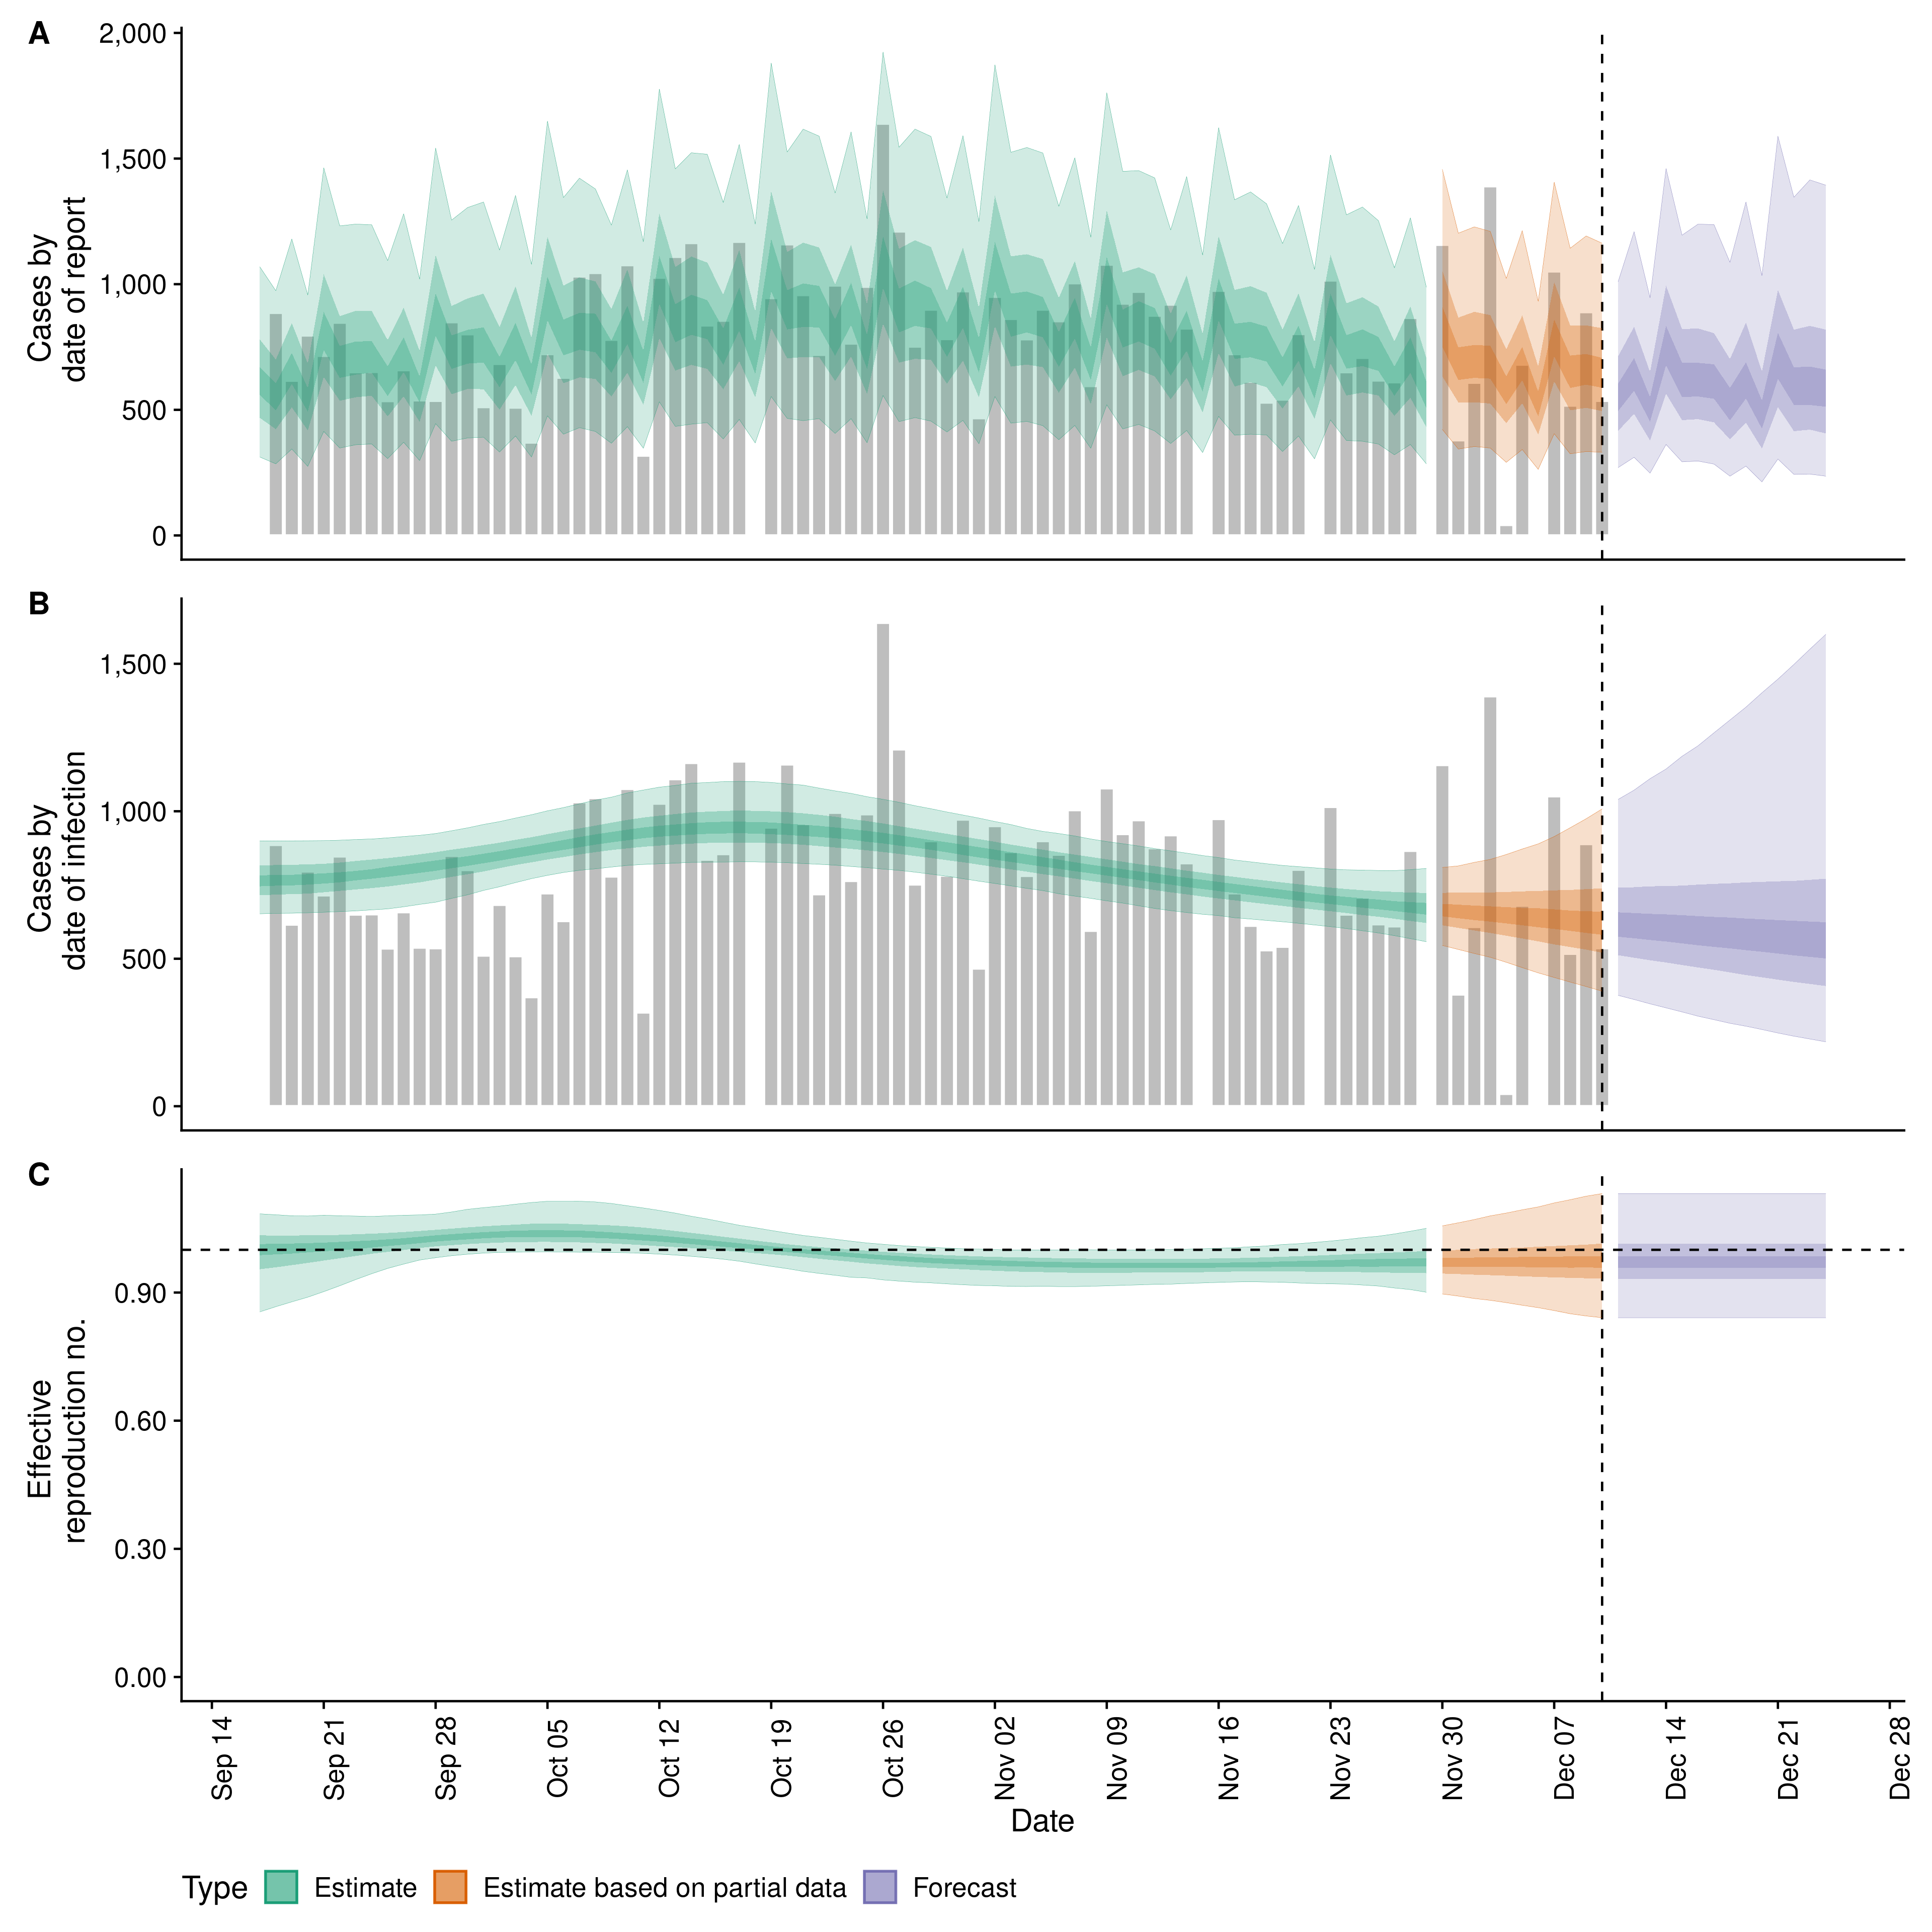 A
2,000
1,500
1,000
500
0
Cases by
date of report
B
1,500
1,000
500
0
Cases by
date of infection
C
0.90
0.60
0.30
0.00
Effective
reproduction no.
Sep 14
Sep 21
Sep 28
Oct 05
Oct 12
Oct 19
Oct 26
Nov 02
Nov 09
Nov 16
Nov 23
Nov 30
Dec 07
Dec 14
Dec 21
Dec 28
Date
Type Estimate Estimate based on partial data Forecast